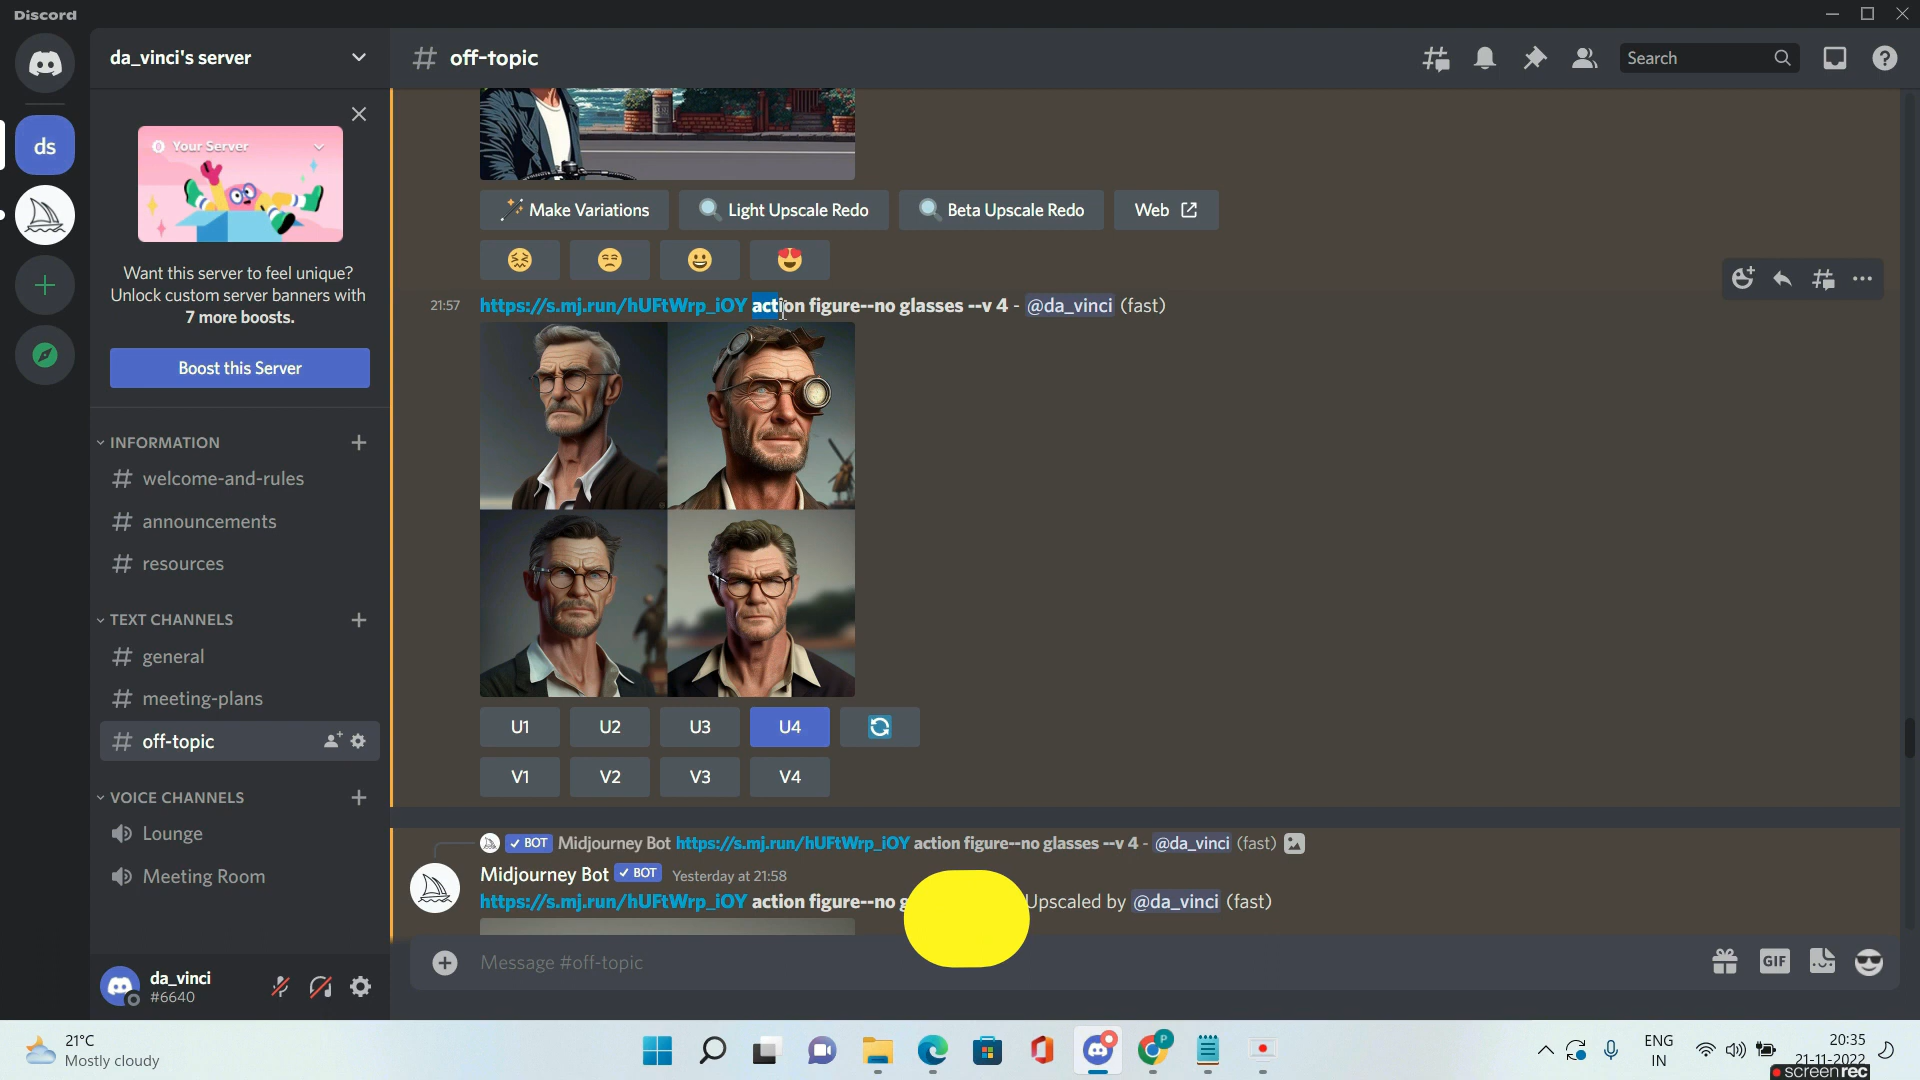 Discord
da_vinci's server
off-topic
Search
ds
Your Server
Want this server to feel unique?
Unlock custom server banners with
7 more boosts.
Boost this Server
INFORMATION
welcome-and-rules
announcements
resources
TEXT CHANNELS
general
meeting-plans
off-topic
VOICE CHANNELS
Lounge
Meeting Room
da_vinci
#6640
Make Variations
Light Upscale Redo
Beta Upscale Redo
Web
21:57 https://s.mj.run/hUFtWrp_iOY action figure--no glasses --v 4 - @da_vinci (fast)
U1 U2 U3 U4
V1 V2 V3 V4
BOT Midjourney Bot https://s.mj.run/hUFtWrp_iOY action figure--no glasses --v 4 - @da_vinci (fast)
Midjourney Bot BOT Yesterday at 21:58
https://s.mj.run/hUFtWrp_iOY action figure--no Upscaled by @da_vinci (fast)
Message #off-topic
GIF
21°C
Mostly cloudy
P
ENG
IN
20:35
21-11-2022
screenrec